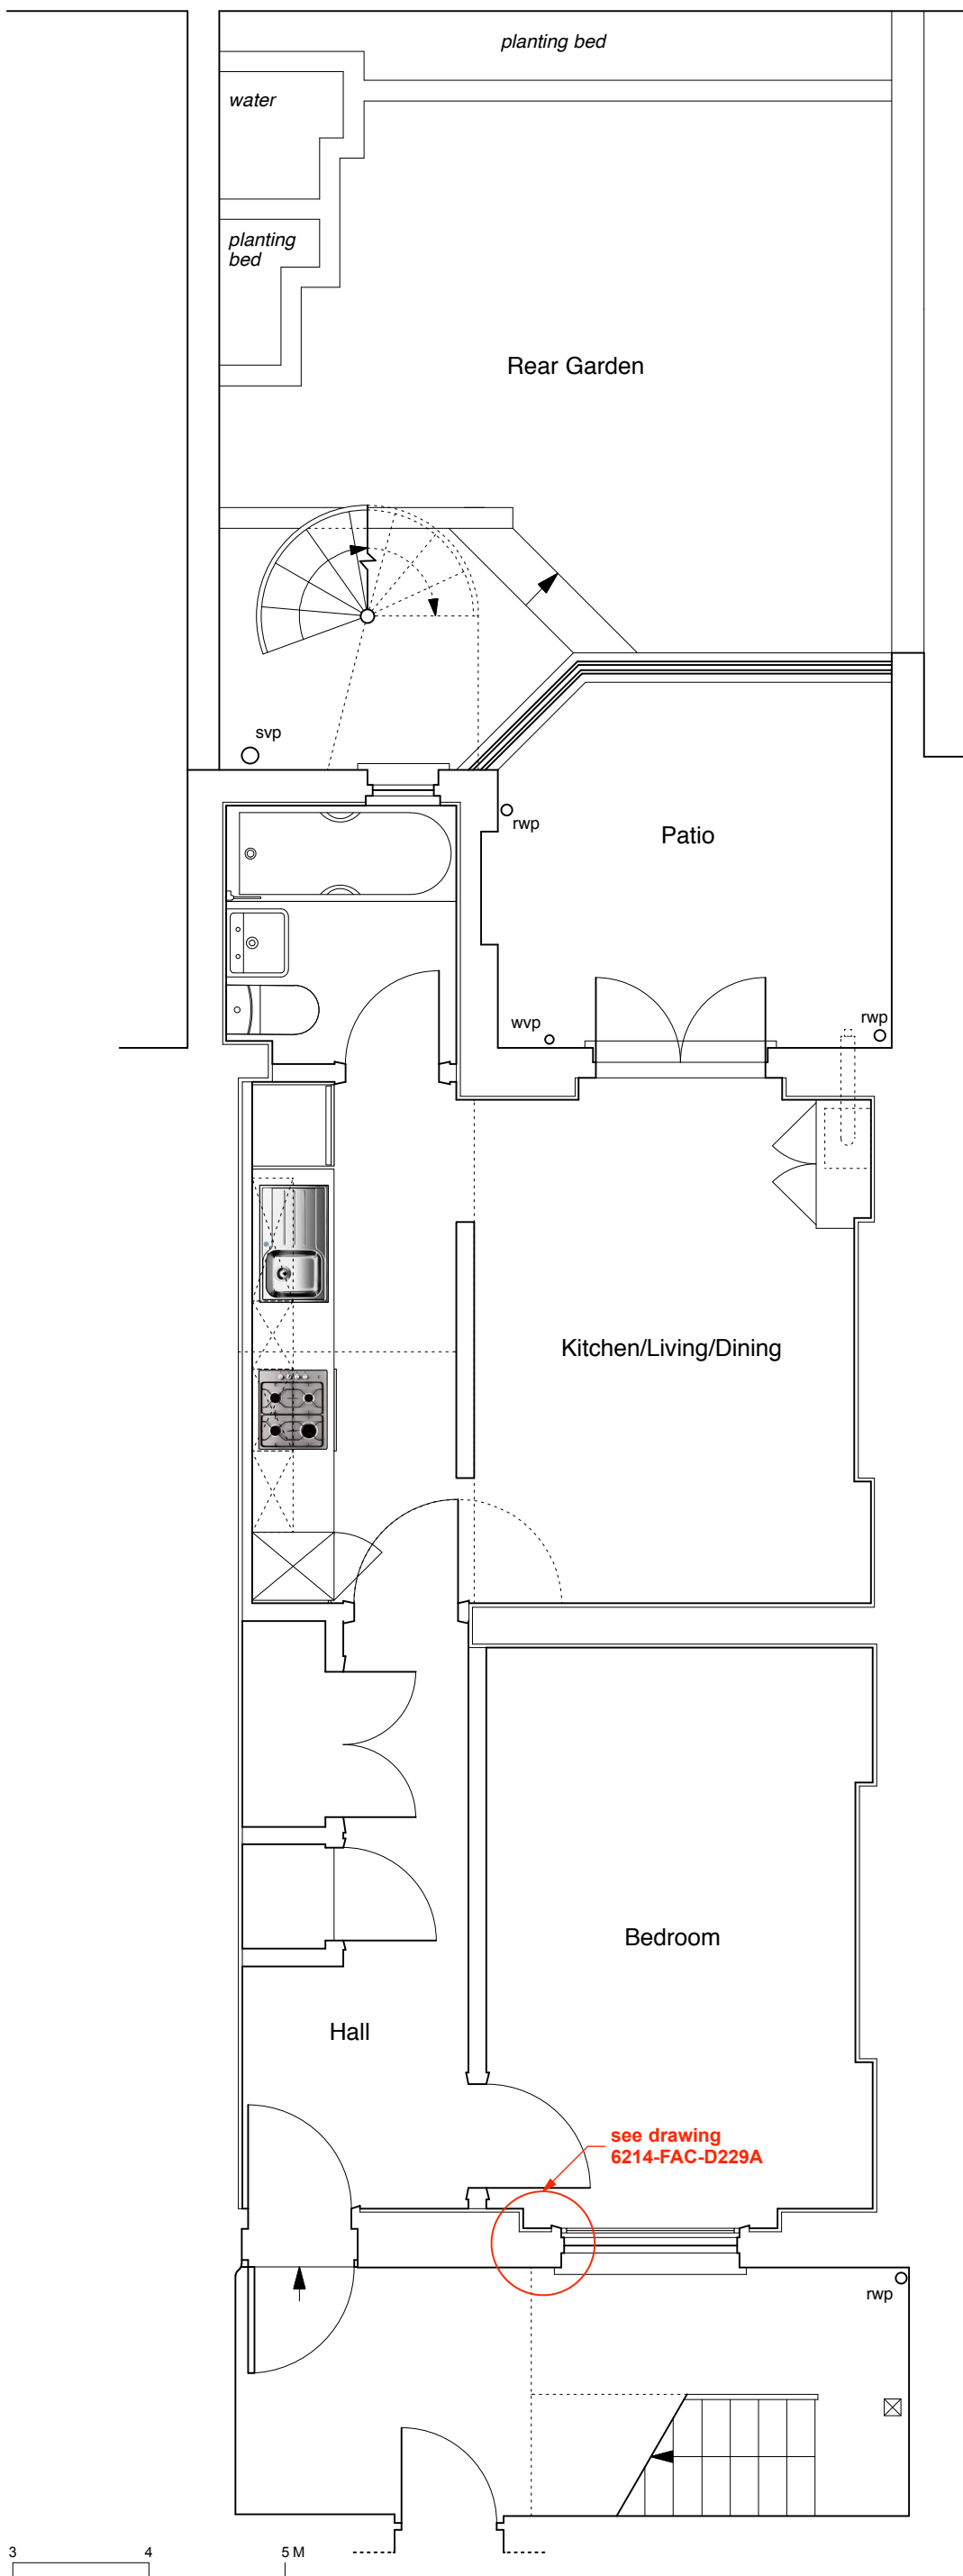 planting bed
water
planting
bed
Rear Garden
svp
rwp
Patio
wvp
rwp
Kitchen/Living/Dining
Bedroom
Hall
see drawing
6214-FAC-D229A
rwp
3
4
5 M